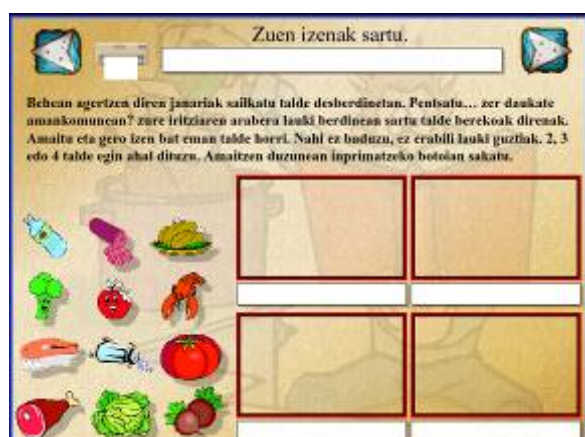 Zuen izenak sartu.
Behean agertzen diren janariak sailkatu talde desberdinetan. Pentsatu... zer daukate
amankomunean? zure iritziaren arabera lauki berdinean sartu talde berekoak direnak.
Amaitu eta gero izen bat eman talde horri. Nahi ez baduzu, ez erabili lauki guztiak. 2, 3
edo 4 talde egin ahal dituzu. Amaitzen duzunean inprimatzeko botoian sakatu.